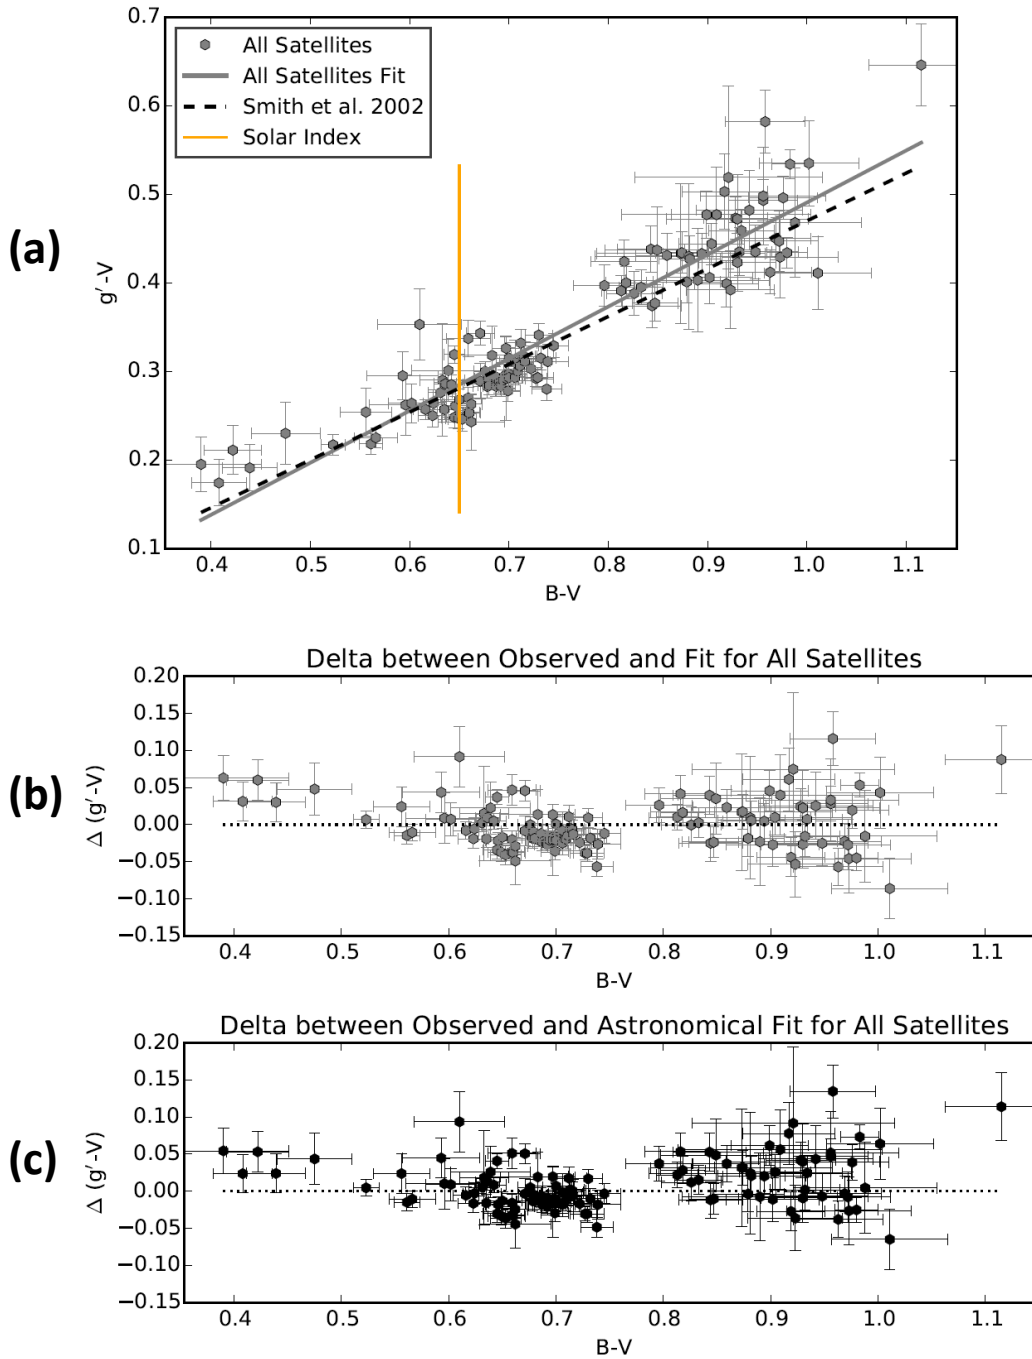 (a)
g′-V
0.7
0.6
0.5
0.4
0.3
0.2
0.1
All Satellites
All Satellites Fit
Smith et al. 2002
Solar Index
0.4 0.5 0.6 0.7 0.8 0.9 1.0 1.1
B-V
Delta between Observed and Fit for All Satellites
(b)
Δ (g′-V)
0.20
0.15
0.10
0.05
0.00
−0.05
−0.10
−0.15
0.4 0.5 0.6 0.7 0.8 0.9 1.0 1.1
B-V
Delta between Observed and Astronomical Fit for All Satellites
(c)
Δ (g′-V)
0.20
0.15
0.10
0.05
0.00
−0.05
−0.10
−0.15
0.4 0.5 0.6 0.7 0.8 0.9 1.0 1.1
B-V